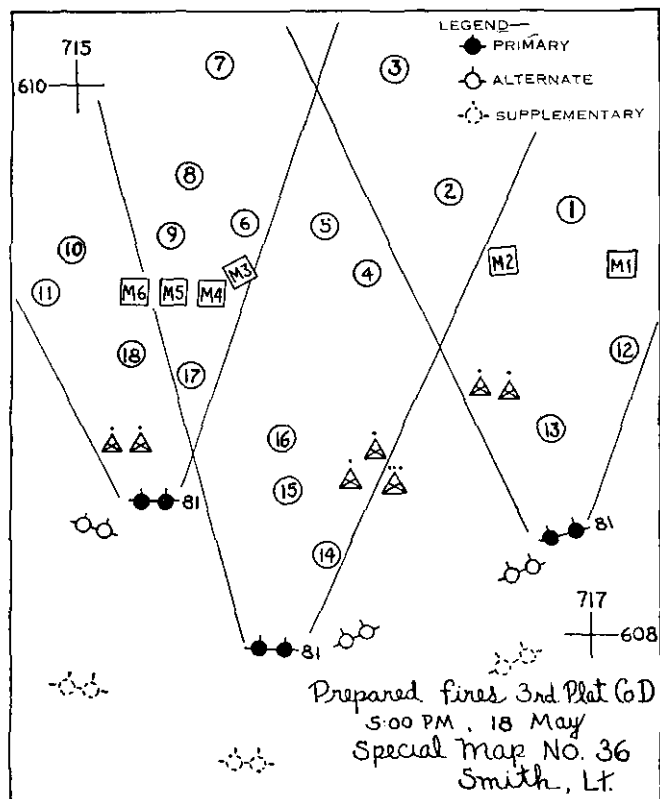 LEGEND—
PRIMARY
ALTERNATE
SUPPLEMENTARY
715
610
7
3
8
2
1
6
5
9
10
4
M3
M2
M1
11
M6 M5 M4
18
12
17
13
16
15
81
81
14
717
608
81
Prepared fires 3rd Plat Co D
5:00 PM, 18 May
Special Map No. 36
Smith, Lt.